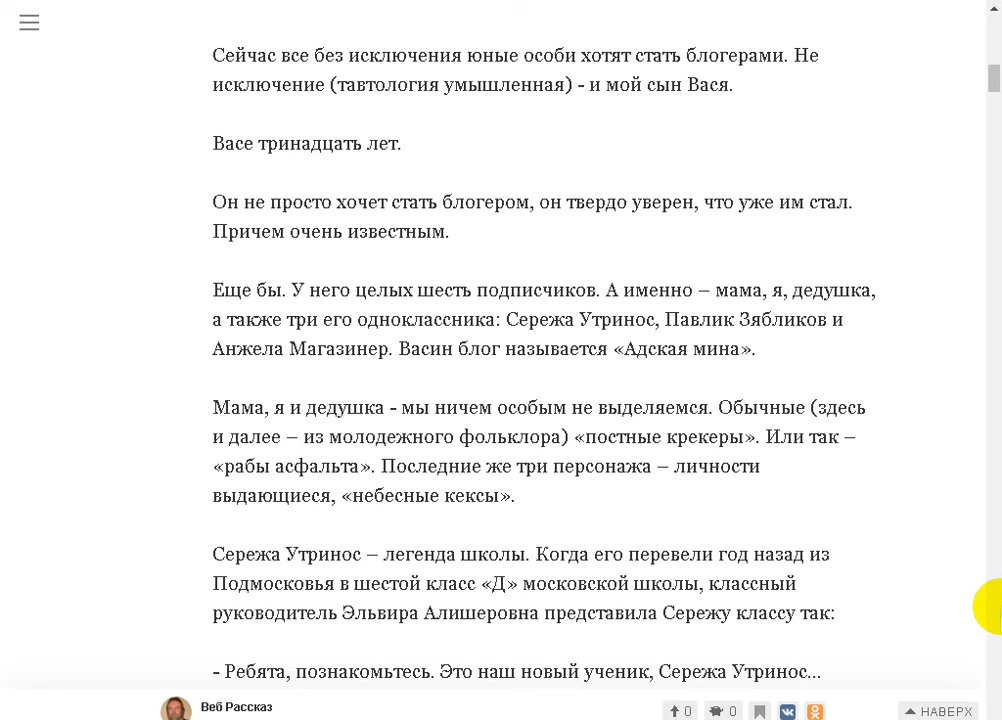 Сейчас все без исключения юные особи хотят стать блогерами. Не
исключение (тавтология умышленная) - и мой сын Вася.
Васе тринадцать лет.
Он не просто хочет стать блогером, он твердо уверен, что уже им стал.
Причем очень известным.
Еще бы. У него целых шесть подписчиков. А именно – мама, я, дедушка,
а также три его одноклассника: Сережа Утринос, Павлик Зябликов и
Анжела Магазинер. Васин блог называется «Адская мина».
Мама, я и дедушка - мы ничем особым не выделяемся. Обычные (здесь
и далее – из молодежного фольклора) «постные крекеры». Или так –
«рабы асфальта». Последние же три персонажа – личности
выдающиеся, «небесные кексы».
Сережа Утринос – легенда школы. Когда его перевели год назад из
Подмосковья в шестой класс «Д» московской школы, классный
руководитель Эльвира Алишеровна представила Сережу классу так:
- Ребята, познакомьтесь. Это наш новый ученик, Сережа Утринос...
Веб Рассказ
0 0 НАВЕРХ